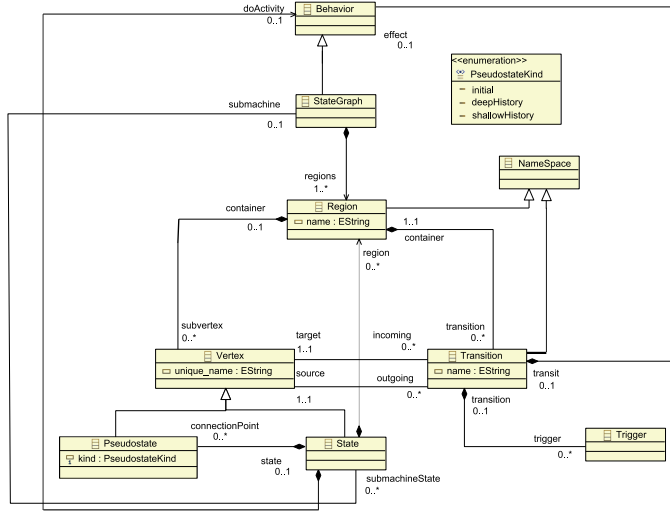 doActivity
0..1
Behavior
effect
0..1
<<enumeration>>
PseudostateKind
initial
deepHistory
shallowHistory
submachine
0..1
StateGraph
regions
1..*
NameSpace
container
0..1
Region
name : EString
1..1
container
region
0..*
subvertex
0..*
transition
0..*
target
1..1
incoming
0..*
Vertex
unique_name : EString
source
1..1
outgoing
0..*
Transition
name : EString
transit
0..1
transition
0..1
connectionPoint
0..*
Pseudostate
kind : PseudostateKind
state
0..1
State
submachineState
0..*
trigger
0..*
Trigger